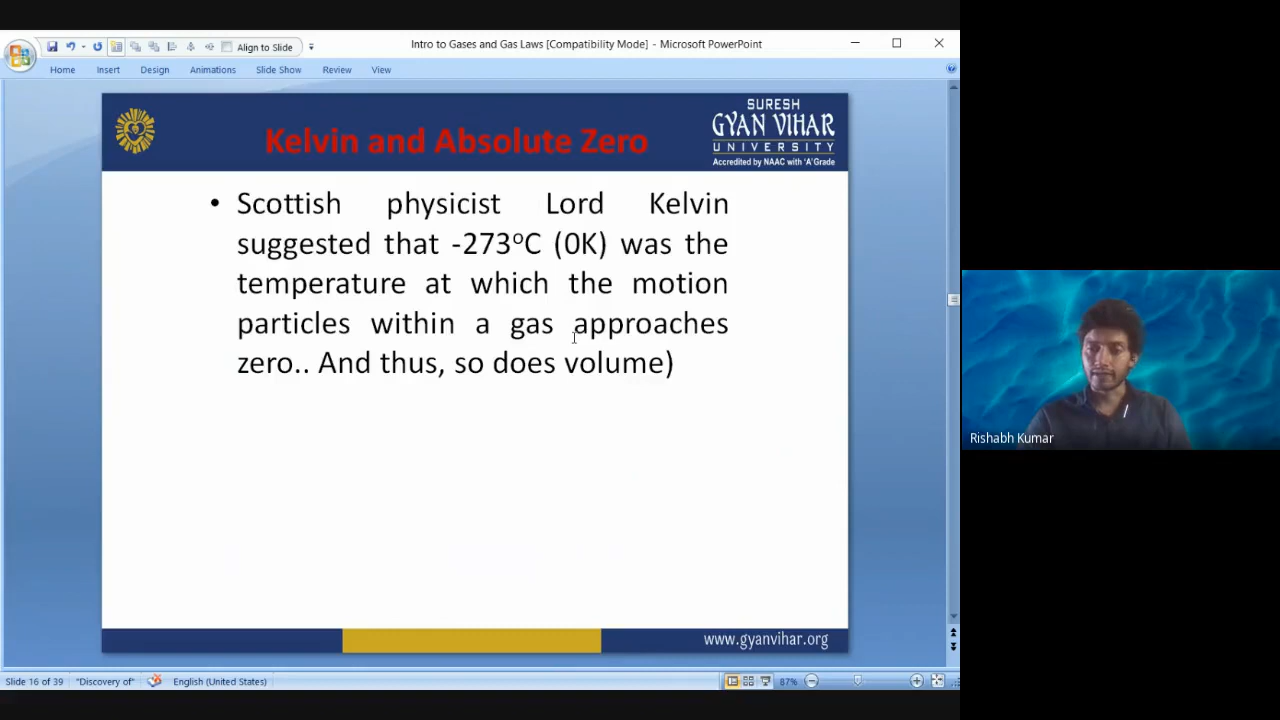 Align to Slide
Intro to Gases and Gas Laws [Compatibility Mode] - Microsoft PowerPoint
Home Insert Design Animations Slide Show Review View
SURESH
GYAN VIHAR
UNIVERSITY
Accredited by NAAC with 'A'Grade
Kelvin and Absolute Zero
• Scottish physicist Lord Kelvin
suggested that -273ºC (0K) was the
temperature at which the motion
particles within a gas approaches
zero.. And thus, so does volume)
Rishabh Kumar
www.gyanvihar.org
Slide 16 of 39 "Discovery of" English (United States) 87%